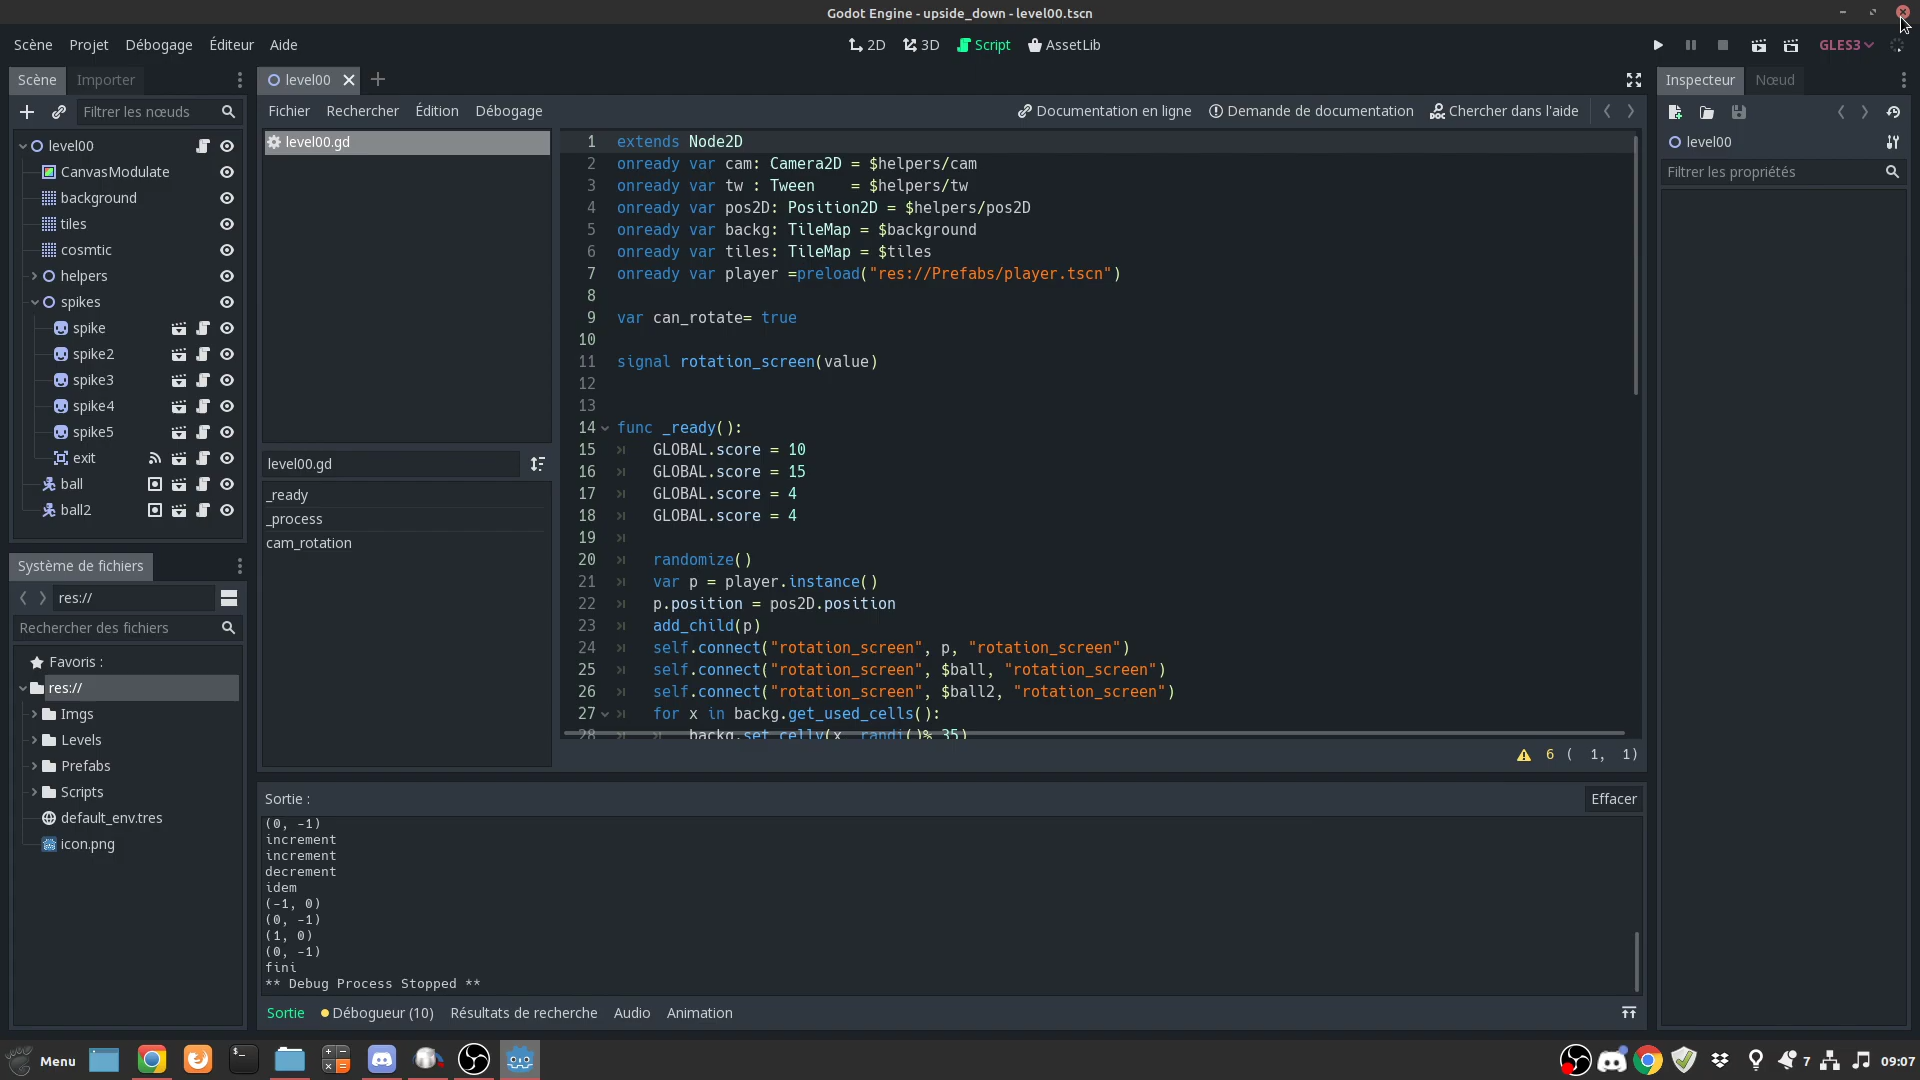 Godot Engine - upside_down - level00.tscn
Scène Projet Débogage Éditeur Aide
2D 3D Script AssetLib
GLES3
Scène Importer
Filtrer les nœuds
level00
CanvasModulate
background
tiles
cosmtic
helpers
spikes
spike
spike2
spike3
spike4
spike5
exit
ball
ball2
Système de fichiers
res://
Rechercher des fichiers
Favoris :
res://
Imgs
Levels
Prefabs
Scripts
default_env.tres
icon.png
level00
Fichier Rechercher Édition Débogage
Documentation en ligne Demande de documentation Chercher dans l'aide
level00.gd
level00.gd
_ready
_process
cam_rotation
1 extends Node2D
2 onready var cam: Camera2D = $helpers/cam
3 onready var tw : Tween    = $helpers/tw
4 onready var pos2D: Position2D = $helpers/pos2D
5 onready var backg: TileMap = $background
6 onready var tiles: TileMap = $tiles
7 onready var player =preload("res://Prefabs/player.tscn")
8
9 var can_rotate= true
10
11 signal rotation_screen(value)
12
13
14 func _ready():
15 GLOBAL.score = 10
16 GLOBAL.score = 15
17 GLOBAL.score = 4
18 GLOBAL.score = 4
19
20 randomize()
21 var p = player.instance()
22 p.position = pos2D.position
23 add_child(p)
24 self.connect("rotation_screen", p, "rotation_screen")
25 self.connect("rotation_screen", $ball, "rotation_screen")
26 self.connect("rotation_screen", $ball2, "rotation_screen")
27 for x in backg.get_used_cells():
28 backg.set_cellv(x, randi()% 35)
6 ( 1, 1)
Sortie :
Effacer
(0, -1)
increment
increment
decrement
idem
(-1, 0)
(0, -1)
(1, 0)
(0, -1)
fini
** Debug Process Stopped **
Sortie Débogueur (10) Résultats de recherche Audio Animation
Inspecteur Nœud
level00
Filtrer les propriétés
Menu
7
09:07